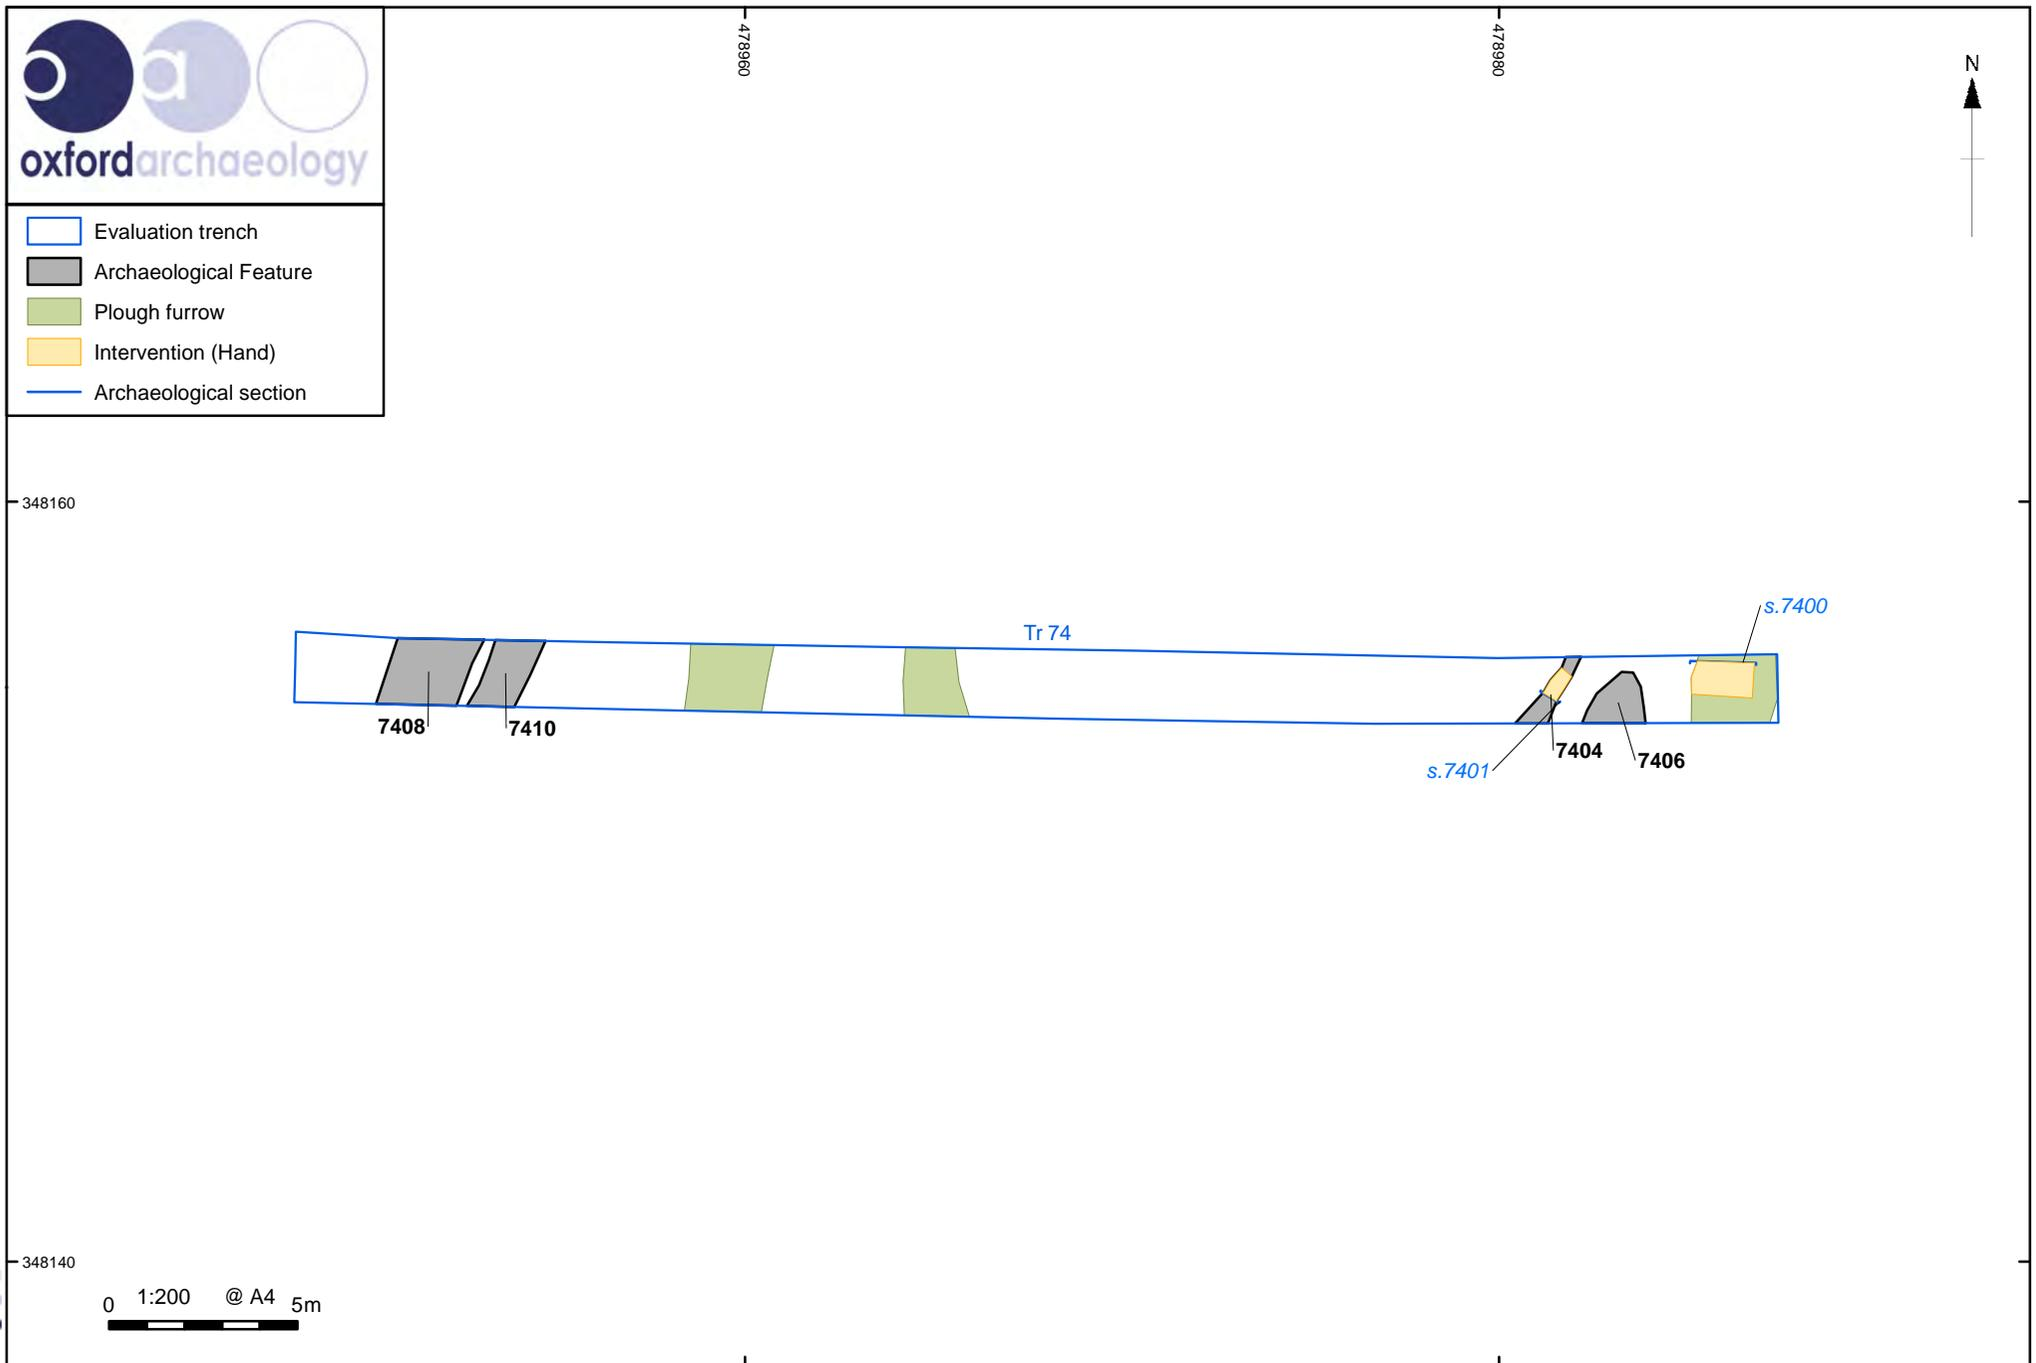 oa
oxfordarchaeology
Evaluation trench
Archaeological Feature
Plough furrow
Intervention (Hand)
Archaeological section
478960
478980
N
348160
s.7400
Tr 74
7408
7410
7404
7406
s.7401
348140
0 1:200 @ A4 5m